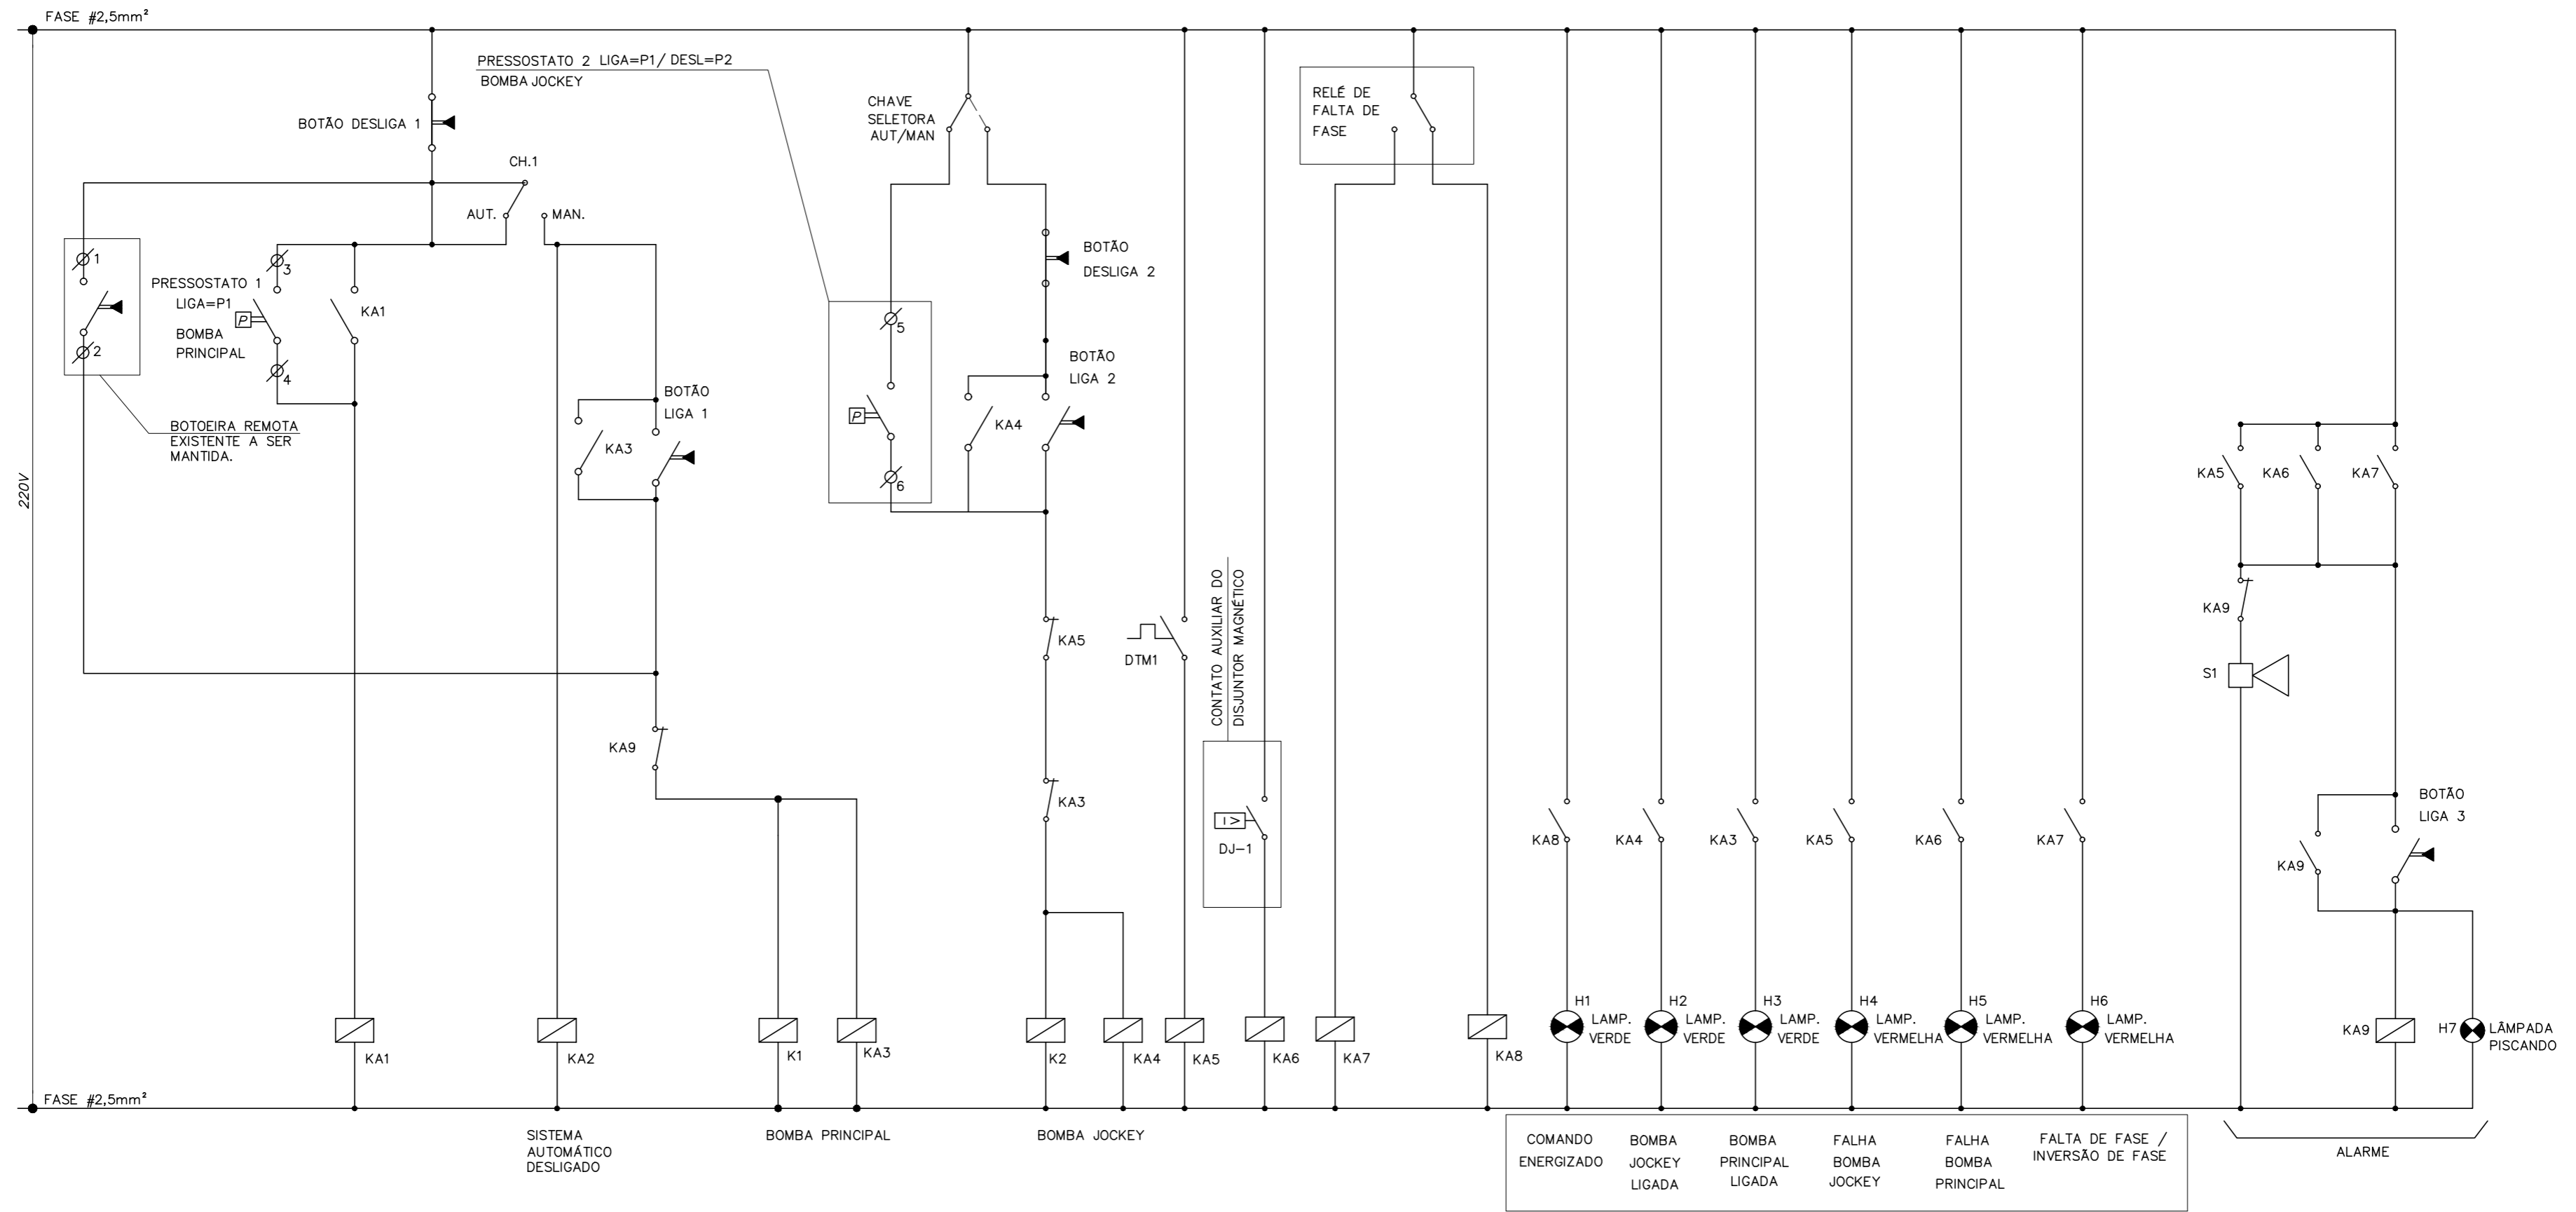 FASE #2,5mm²
PRESSOSTATO 2 LIGA=P1/ DESL=P2
BOMBA JOCKEY
BOTÃO DESLIGA 1
CH.1
AUT.
MAN.
CHAVE
SELETORA
AUT/MAN
RELÉ DE
FALTA DE
FASE
1
2
BOTOEIRA REMOTA
EXISTENTE A SER
MANTIDA.
PRESSOSTATO 1
LIGA=P1
BOMBA
PRINCIPAL
P
3
4
KA1
BOTÃO
LIGA 1
KA3
KA9
5
P
6
BOTÃO
DESLIGA 2
BOTÃO
LIGA 2
KA4
KA5
KA3
DTM1
CONTATO AUXILIAR DO
DISJUNTOR MAGNÉTICO
I >
DJ-1
KA8
KA4
KA3
KA5
KA6
KA7
KA5
KA6
KA7
KA9
S1
BOTÃO
LIGA 3
KA9
220V
KA1
KA2
K1
KA3
K2
KA4
KA5
KA6
KA7
KA8
H1
LAMP.
VERDE
H2
LAMP.
VERDE
H3
LAMP.
VERDE
H4
LAMP.
VERMELHA
H5
LAMP.
VERMELHA
H6
LAMP.
VERMELHA
KA9
H7
LÂMPADA
PISCANDO
FASE #2,5mm²
SISTEMA
AUTOMÁTICO
DESLIGADO
BOMBA PRINCIPAL
BOMBA JOCKEY
COMANDO
ENERGIZADO
BOMBA
JOCKEY
LIGADA
BOMBA
PRINCIPAL
LIGADA
FALHA
BOMBA
JOCKEY
FALHA
BOMBA
PRINCIPAL
FALTA DE FASE /
INVERSÃO DE FASE
ALARME